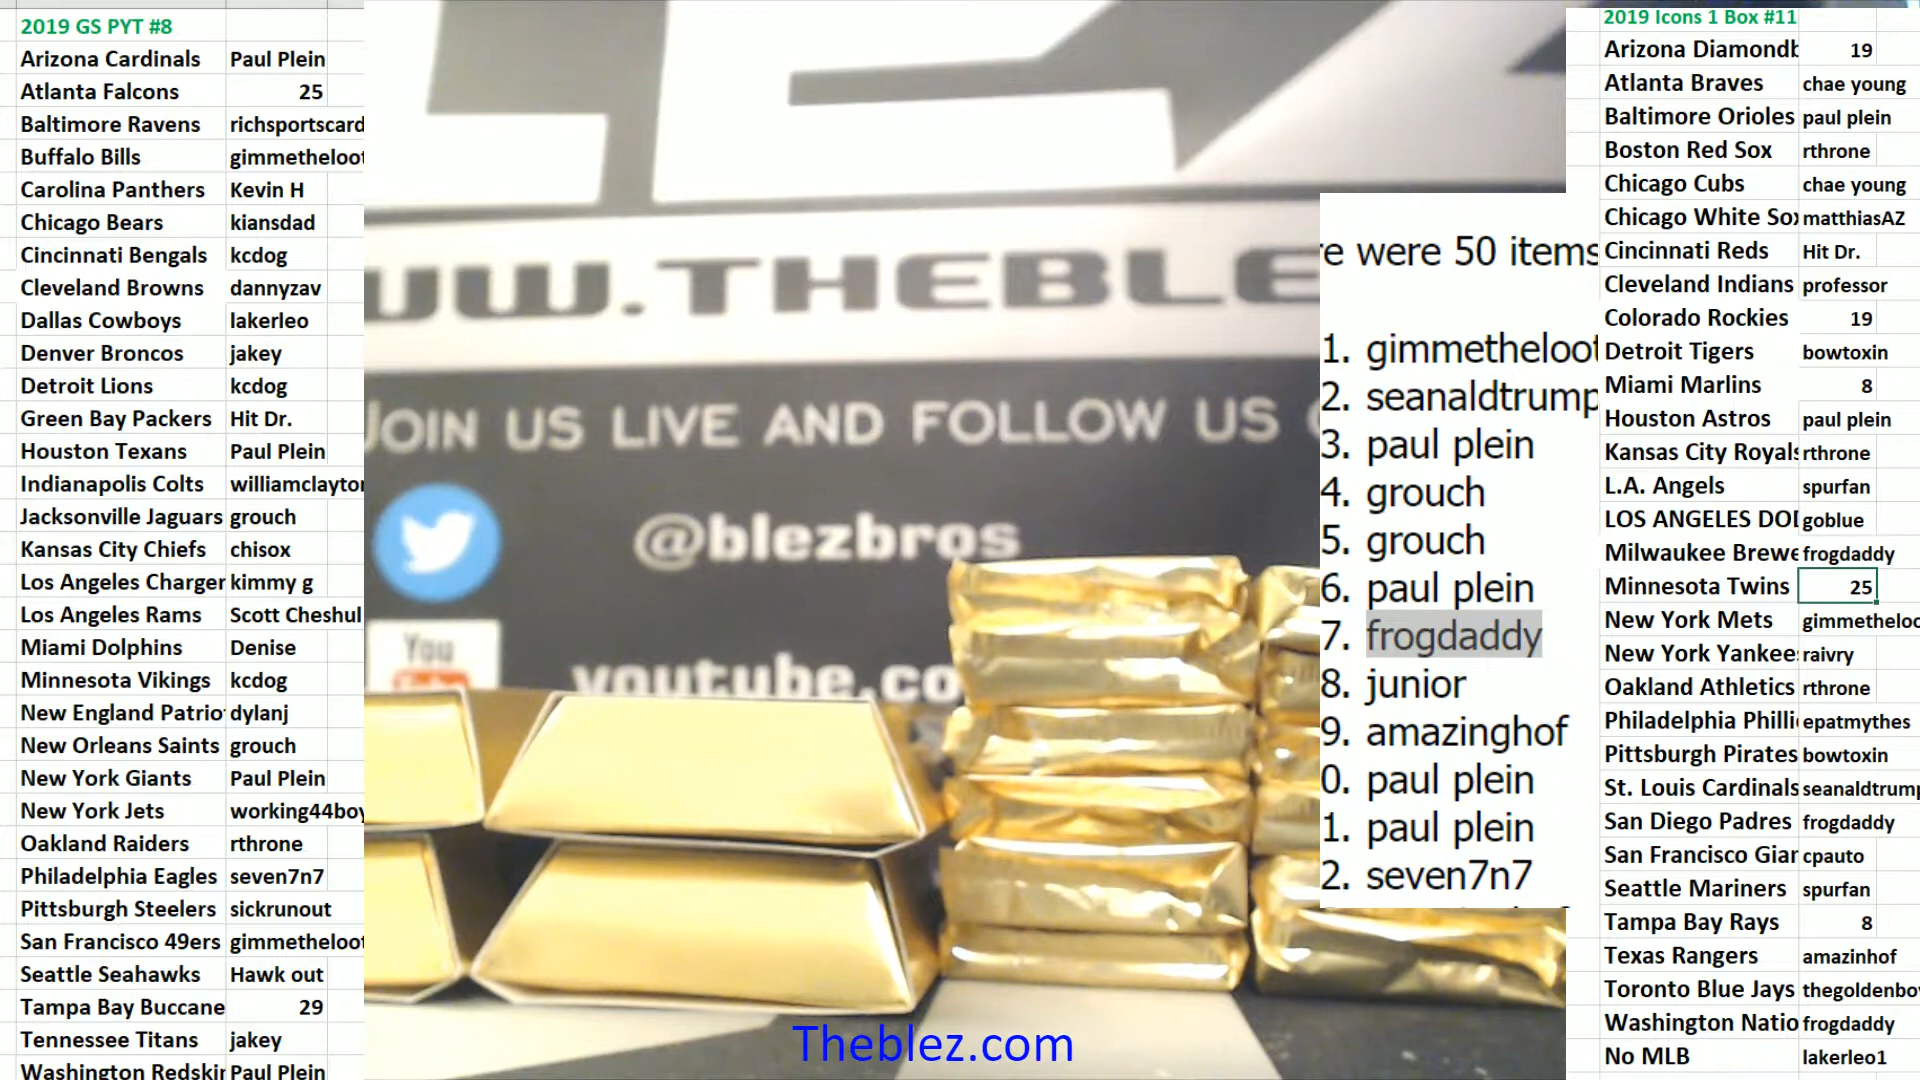 2019 GS PYT #8
Arizona Cardinals Paul Plein
Atlanta Falcons 25
Baltimore Ravens richsportscard
Buffalo Bills gimmetheloot
Carolina Panthers Kevin H
Chicago Bears kiansdad
Cincinnati Bengals kcdog
Cleveland Browns dannyzav
Dallas Cowboys lakerleo
Denver Broncos jakey
Detroit Lions kcdog
Green Bay Packers Hit Dr.
Houston Texans Paul Plein
Indianapolis Colts williamclayton
Jacksonville Jaguars grouch
Kansas City Chiefs chisox
Los Angeles Charger kimmy g
Los Angeles Rams Scott Cheshul
Miami Dolphins Denise
Minnesota Vikings kcdog
New England Patrio dylanj
New Orleans Saints grouch
New York Giants Paul Plein
New York Jets working44boy
Oakland Raiders rthrone
Philadelphia Eagles seven7n7
Pittsburgh Steelers sickrunout
San Francisco 49ers gimmetheloot
Seattle Seahawks Hawk out
Tampa Bay Buccane 29
Tennessee Titans jakey
Washington Redskin Paul Plein
WW.THEBLE
JOIN US LIVE AND FOLLOW US
@blezbros
You
youtube.co
Theblez.com
e were 50 items
1. gimmetheloot
2. seanaldtrump
3. paul plein
4. grouch
5. grouch
6. paul plein
7. frogdaddy
8. junior
9. amazinghof
0. paul plein
1. paul plein
2. seven7n7
2019 Icons 1 Box #11
Arizona Diamondb 19
Atlanta Braves chae young
Baltimore Orioles paul plein
Boston Red Sox rthrone
Chicago Cubs chae young
Chicago White Sox matthiasAZ
Cincinnati Reds Hit Dr.
Cleveland Indians professor
Colorado Rockies 19
Detroit Tigers bowtoxin
Miami Marlins 8
Houston Astros paul plein
Kansas City Royals rthrone
L.A. Angels spurfan
LOS ANGELES DOD goblue
Milwaukee Brewe frogdaddy
Minnesota Twins 25
New York Mets gimmetheloo
New York Yankee raivry
Oakland Athletics rthrone
Philadelphia Philli epatmythes
Pittsburgh Pirates bowtoxin
St. Louis Cardinals seanaldtrump
San Diego Padres frogdaddy
San Francisco Gian cpauto
Seattle Mariners spurfan
Tampa Bay Rays 8
Texas Rangers amazinhof
Toronto Blue Jays thegoldenboy
Washington Natio frogdaddy
No MLB lakerleo1